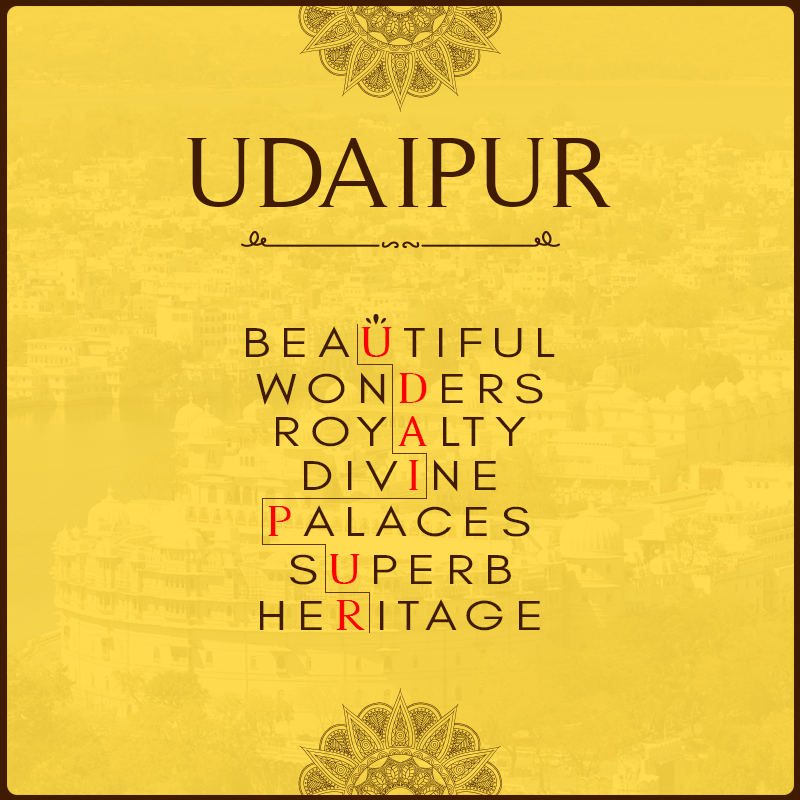 UDAIPUR
BEAUTIFUL
WONDERS
ROYALTY
DIVINE
PALACES
SUPERB
HERITAGE